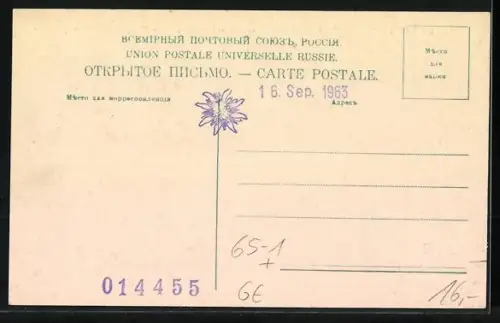 ВСЕМІРНЫЙ ПОЧТОВЫЙ СОЮЗЪ, РОССІЯ
UNION POSTALE UNIVERSELLE RUSSIE.
ОТКРЫТОЕ ПИСЬМО. — CARTE POSTALE.
Мѣсто
для
марки
16. Sep. 1963
Мѣсто для корреспонденціи
Адресъ
65-1
+
014455
6E
16,-